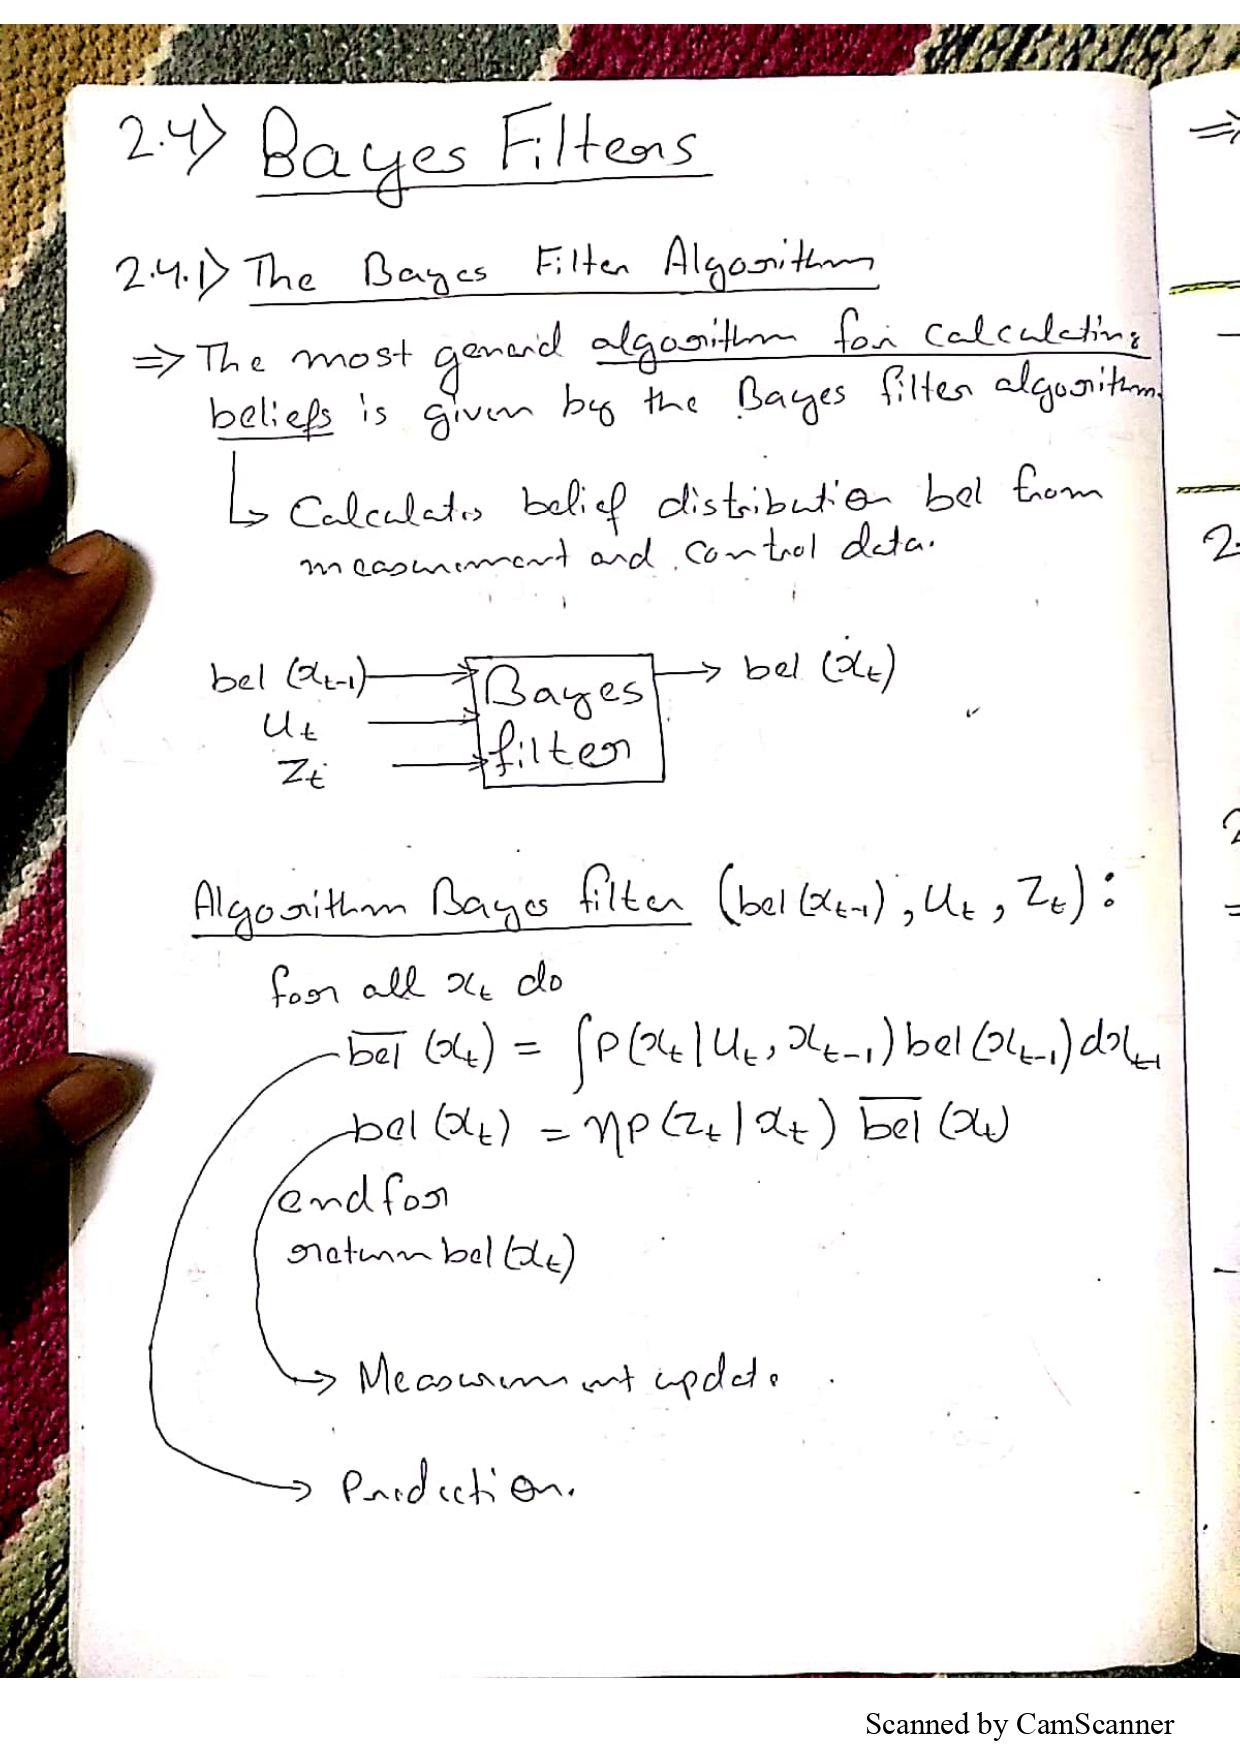 2.4) Bayes Filters
2.4.1) The Bayes Filter Algorithm
⇒ The most general algorithm for calculating
beliefs is given by the Bayes filter algorithm.
↳ Calculates belief distribution bel from
measurement and control data.
bel (x_{t-1}) → Bayes filter → bel (x_t)
u_t →
z_t →
Algorithm Bayes filter (bel(x_{t-1}), u_t, z_t):
for all x_t do
\overline{bel} (x_t) = ∫ p(x_t | u_t, x_{t-1}) bel(x_{t-1}) dx_{t-1}
bel (x_t) = η p(z_t | x_t) \overline{bel} (x_t)
endfor
return bel (x_t)
→ Measurement update.
→ Prediction.
⇒
2.
2
Scanned by CamScanner